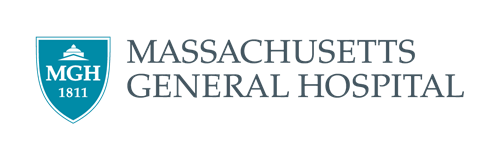 MGH
1811
MASSACHUSETTS
GENERAL HOSPITAL